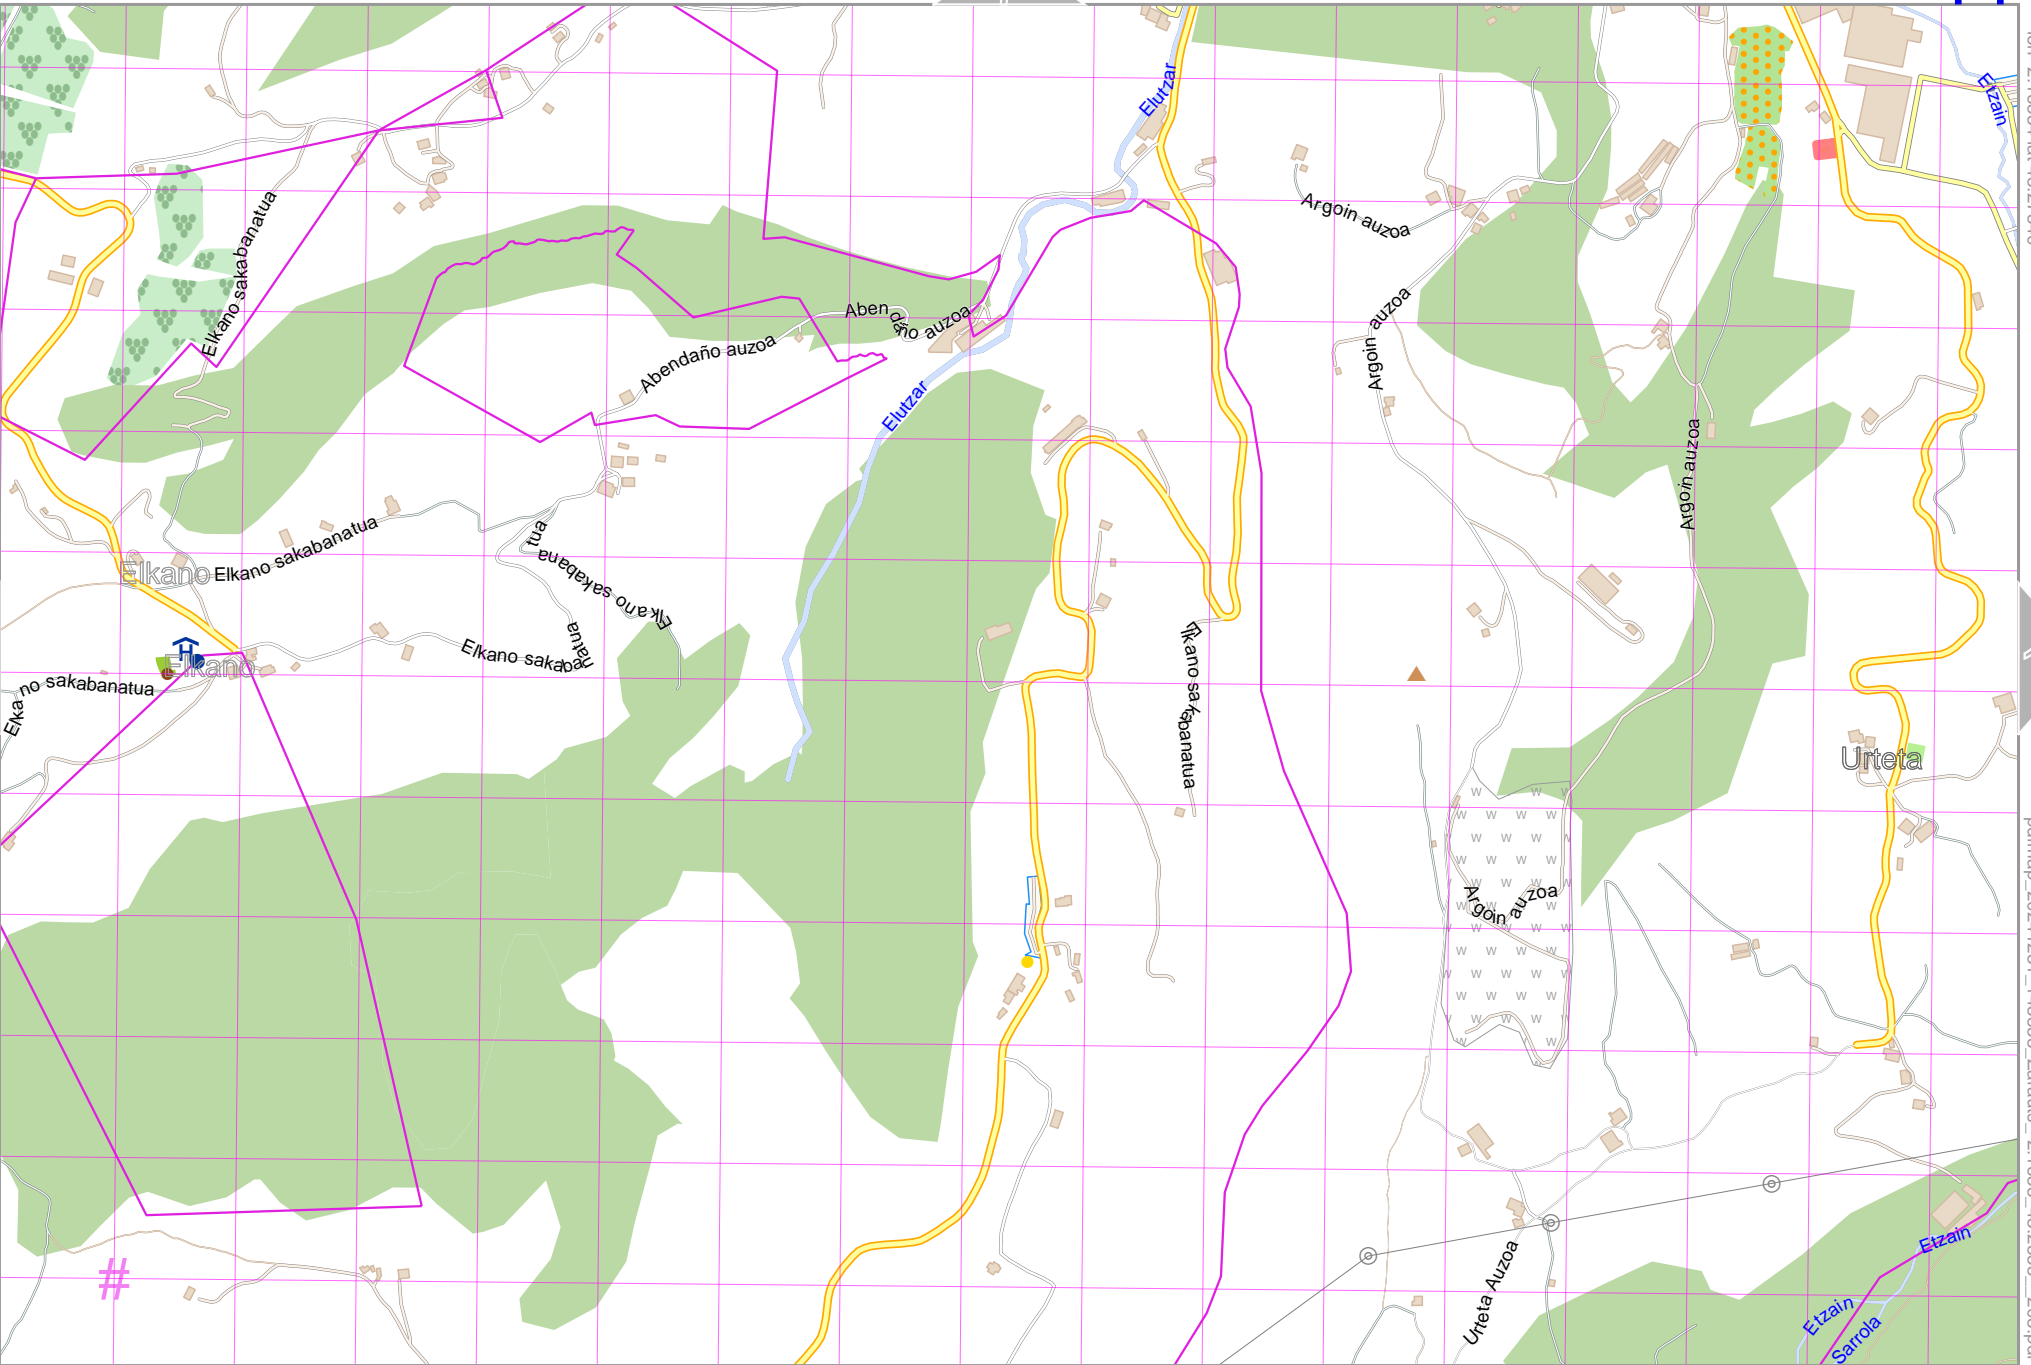 Elutzar
Etzain
Argoin auzoa
Elkano sakabanatua
Abendaño auzoa
Argoin auzoa
Abendaño auzoa
Elutzar
Argoin auzoa
Elkano sakabanatua
Elkano sakabanatua
Elkano
Elkano sakabanatua
Elkano
Elkano sakabanatua
Elkano sakabanatua
Elkano sakabanatua
Urteta
Argoin auzoa
Etzain
Urteta Auzoa
#
Etzain
Sarrola